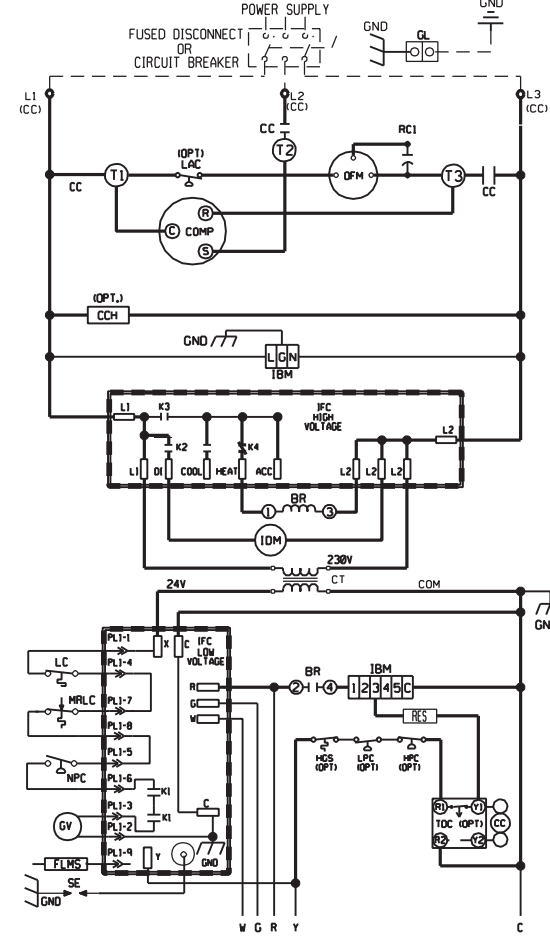 POWER SUPPLY
GND
FUSED DISCONNECT
OR
CIRCUIT BREAKER
GND
GL
L1
(CC)
L2
(CC)
L3
(CC)
CC
T2
RC1
(OPT)
LAC
CC
T1
OFM
T3
CC
R
C
COMP
S
(OPT.)
CCH
GND
L G N
IBM
L1
K3
IFC
HIGH
VOLTAGE
L2
K2
K4
L1
DI
COOL
HEAT
ACC
L2
L2
L2
BR
1
3
IDM
230V
CT
24V
COM
GN
PL1-1
X
C
IFC
LOW
VOLTAGE
LC
PL1-4
R
BR
IBM
2
4
1 2 3 4 5 C
MRLC
PL1-7
G
W
RES
PL1-8
PL1-5
NPC
HGS
(OPT)
LPC
(OPT)
HPC
(OPT)
PL1-6
K1
PL1-3
K1
C
R1
Y1
TDC (OPT)
CC
GV
PL1-2
R2
Y2
PL1-9
Y
GND
FLMS
SE
GND
W G R Y
C